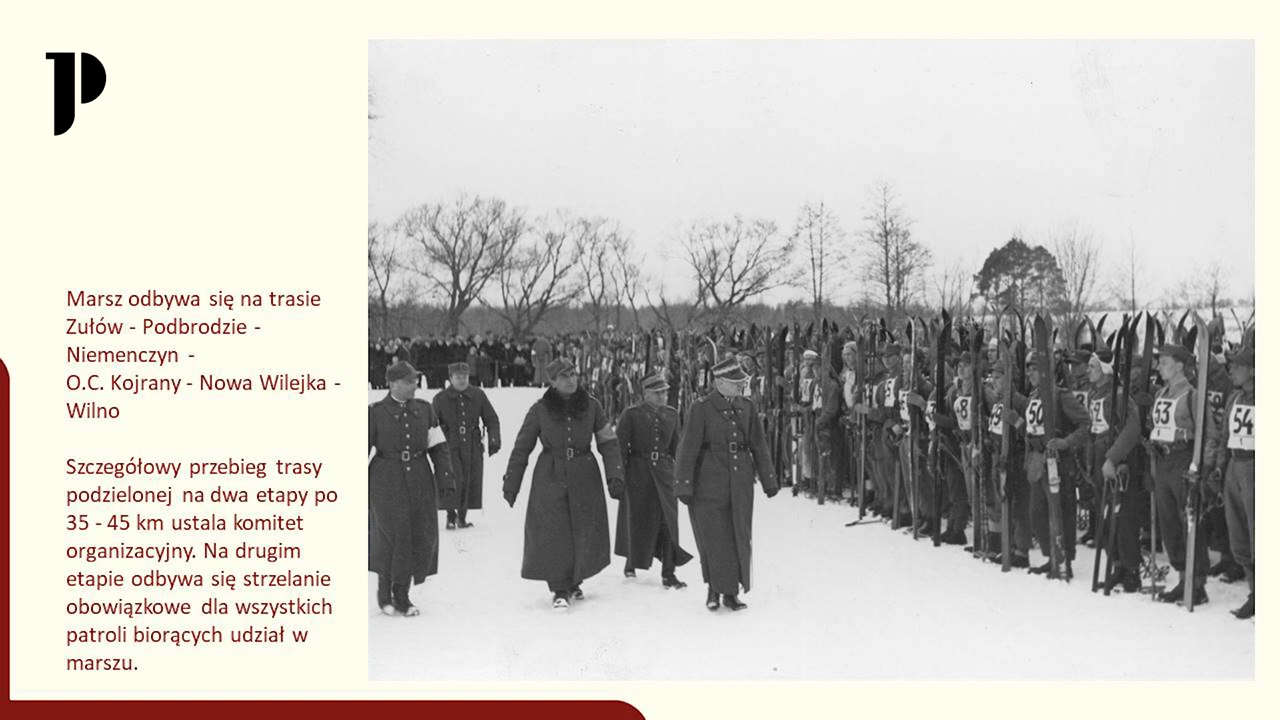 Marsz odbywa się na trasie
Zułów - Podbrodzie -
Niemenczyn -
O.C. Kojrany - Nowa Wilejka -
Wilno
Szczegółowy przebieg trasy
podzielonej na dwa etapy po
35 - 45 km ustala komitet
organizacyjny. Na drugim
etapie odbywa się strzelanie
obowiązkowe dla wszystkich
patroli biorących udział w
marszu.
50
53
54